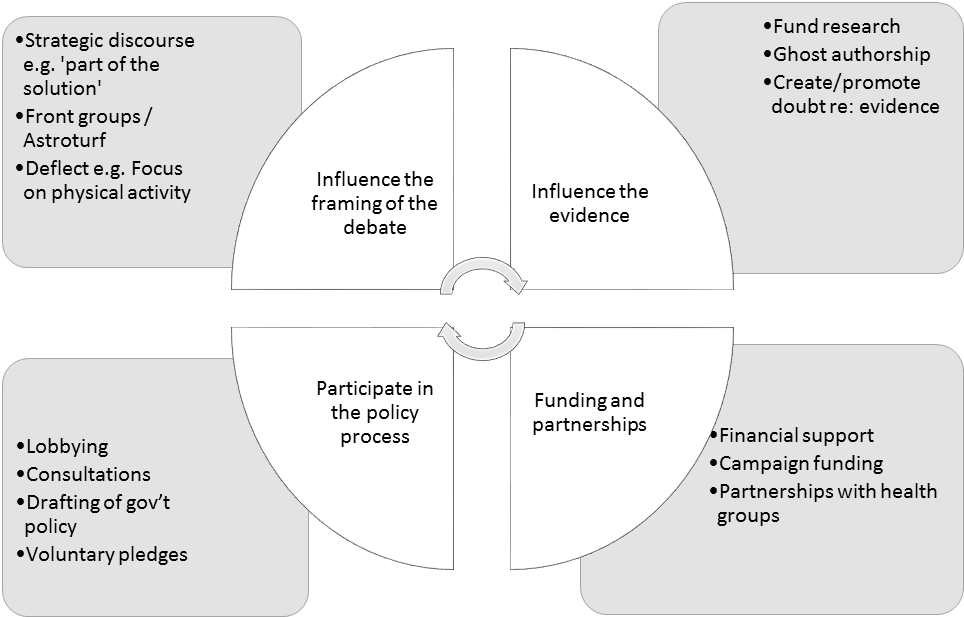 •Strategic discourse
e.g. 'part of the
solution'
•Front groups /
Astroturf
•Deflect e.g. Focus
on physical activity
Influence the
framing of the
debate
•Fund research
•Ghost authorship
•Create/promote
doubt re: evidence
Influence the
evidence
Participate in
the policy
process
•Lobbying
•Consultations
•Drafting of gov’t
policy
•Voluntary pledges
Funding and
partnerships
•Financial support
•Campaign funding
•Partnerships with health
groups